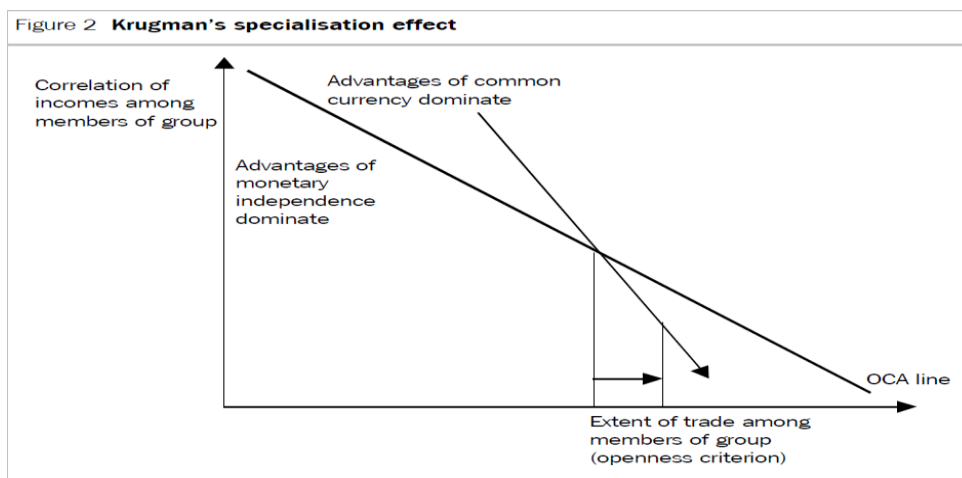 Figure 2 Krugman's specialisation effect
Correlation of
incomes among
members of group
Advantages of common
currency dominate
Advantages of
monetary
independence
dominate
OCA line
Extent of trade among
members of group
(openness criterion)